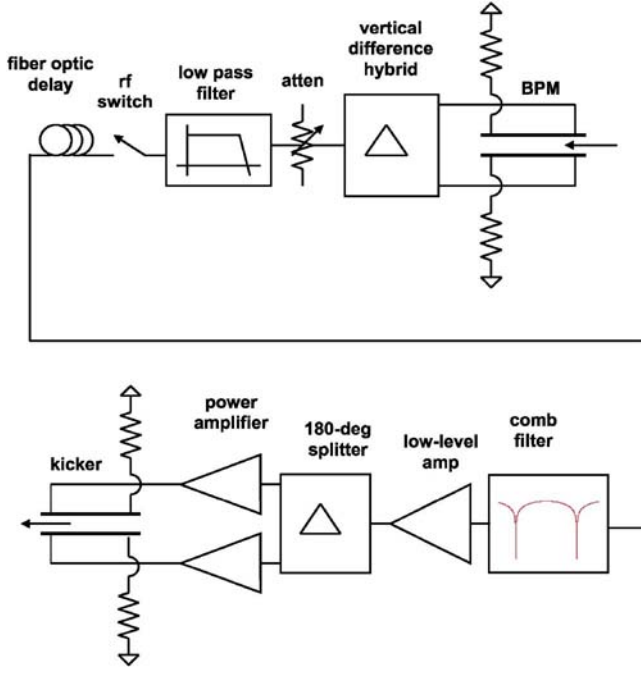 fiber optic
delay
rf
switch
low pass
filter
atten
vertical
difference
hybrid
BPM
kicker
power
amplifier
180-deg
splitter
low-level
amp
comb
filter